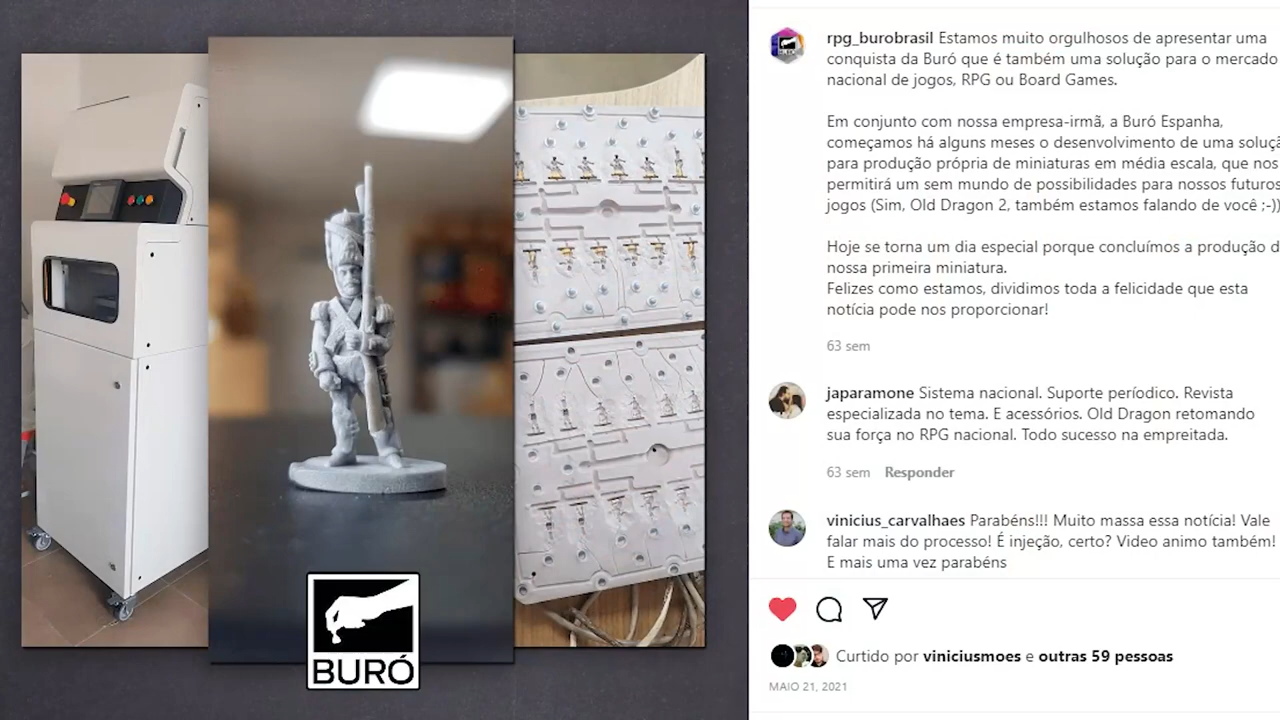 BURÓ
rpg_burobrasil Estamos muito orgulhosos de apresentar uma
conquista da Buró que é também uma solução para o mercado
nacional de jogos, RPG ou Board Games.
Em conjunto com nossa empresa-irmã, a Buró Espanha,
começamos há alguns meses o desenvolvimento de uma soluçã
para produção própria de miniaturas em média escala, que nos
permitirá um sem mundo de possibilidades para nossos futuros
jogos (Sim, Old Dragon 2, também estamos falando de você ;-))
Hoje se torna um dia especial porque concluímos a produção d
nossa primeira miniatura.
Felizes como estamos, dividimos toda a felicidade que esta
notícia pode nos proporcionar!
63 sem
japaramone Sistema nacional. Suporte períodico. Revista
especializada no tema. E acessórios. Old Dragon retomando
sua força no RPG nacional. Todo sucesso na empreitada.
63 sem Responder
vinicius_carvalhaes Parabéns!!! Muito massa essa notícia! Vale
falar mais do processo! É injeção, certo? Video animo também!
E mais uma vez parabéns
Curtido por viniciusmoes e outras 59 pessoas
MAIO 21, 2021